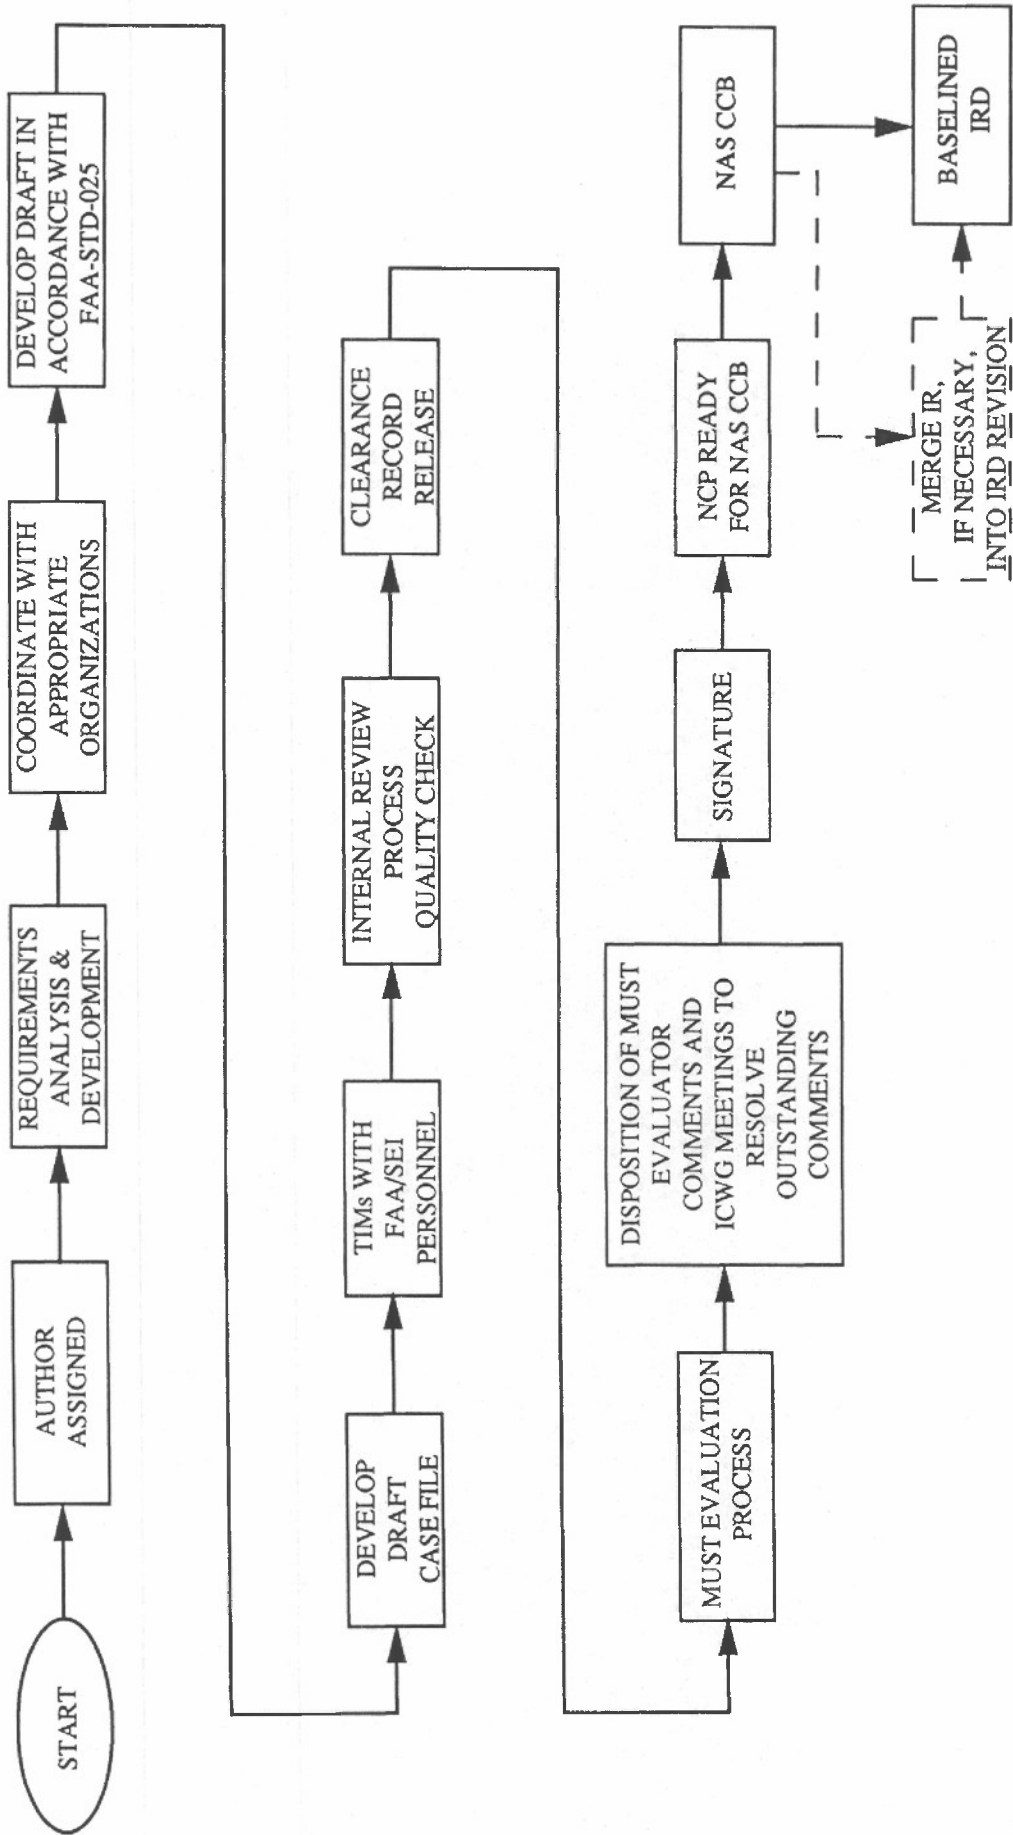 START
AUTHOR
ASSIGNED
REQUIREMENTS
ANALYSIS &
DEVELOPMENT
COORDINATE WITH
APPROPRIATE
ORGANIZATIONS
DEVELOP DRAFT IN
ACCORDANCE WITH
FAA-STD-025
DEVELOP
DRAFT
CASE FILE
TIMs WITH
FAA/SEI
PERSONNEL
INTERNAL REVIEW
PROCESS
QUALITY CHECK
CLEARANCE
RECORD
RELEASE
MUST EVALUATION
PROCESS
DISPOSITION OF MUST
EVALUATOR
COMMENTS AND
ICWG MEETINGS TO
RESOLVE
OUTSTANDING
COMMENTS
SIGNATURE
NCP READY
FOR NAS CCB
NAS CCB
MERGE IR,
IF NECESSARY,
INTO IRD REVISION
BASELINED
IRD